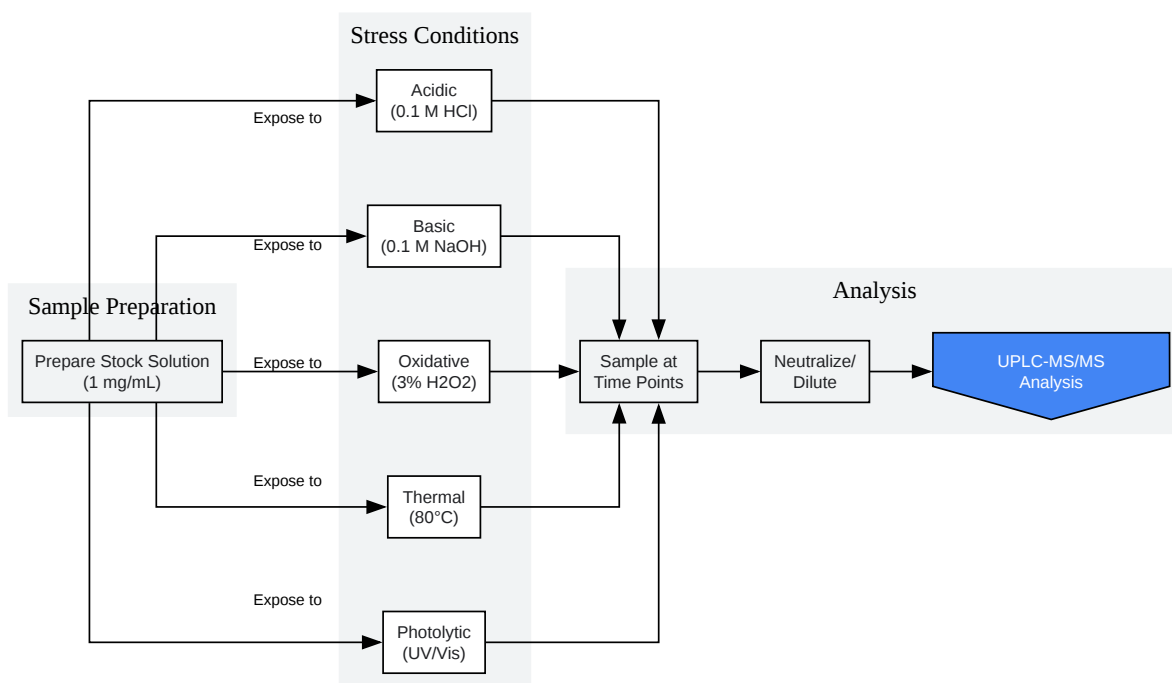 Stress Conditions
Acidic
(0.1 M HCl)
Expose to
Basic
(0.1 M NaOH)
Expose to
Sample Preparation
Prepare Stock Solution
(1 mg/mL)
Expose to
Oxidative
(3% H2O2)
Analysis
Sample at
Time Points
Neutralize/
Dilute
UPLC-MS/MS
Analysis
Expose to
Thermal
(80°C)
Expose to
Photolytic
(UV/Vis)